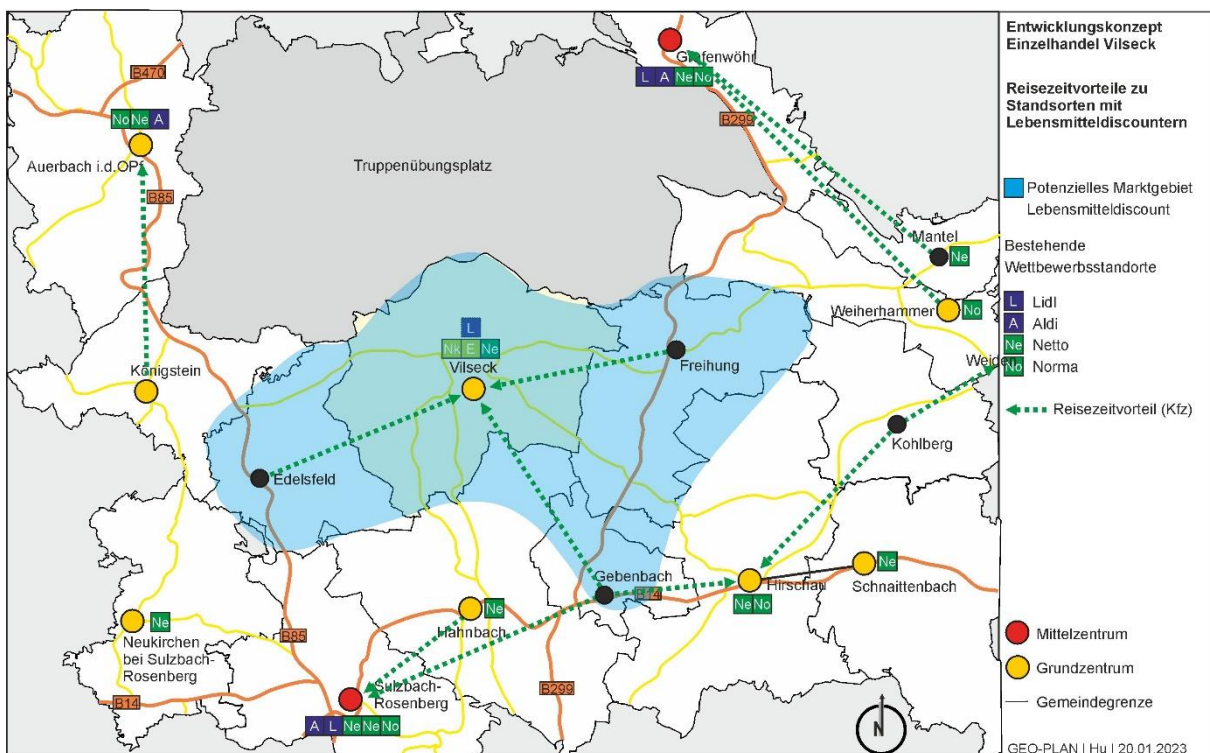 Entwicklungskonzept
Einzelhandel Vilseck
Reisezeitvorteile zu
Standsorten mit
Lebensmitteldiscountern
Potenzielles Marktgebiet
Lebensmitteldiscount
Bestehende
Wettbewerbsstandorte
L Lidl
A Aldi
Ne Netto
No Norma
Reisezeitvorteil (Kfz)
Mittelzentrum
Grundzentrum
Gemeindegrenze
GEO-PLAN | Hu | 20.01.2023
Grafenwöhr
L A Ne No
B470
B299
No Ne A
Auerbach i.d.OPf
B85
Truppenübungsplatz
Mantel
Ne
Weiherhammer
No
L
Nk E Ne
Vilseck
Freihung
Weiden
Königstein
Kohlberg
Edelsfeld
Gebenbach
B14
Hirschau
Ne No
Ne
Schnaittenbach
Ne
Hahnbach
Ne
Neukirchen
bei Sulzbach-
Rosenberg
B85
B14
Sulzbach-
Rosenberg
A L Ne Ne No
B299
N